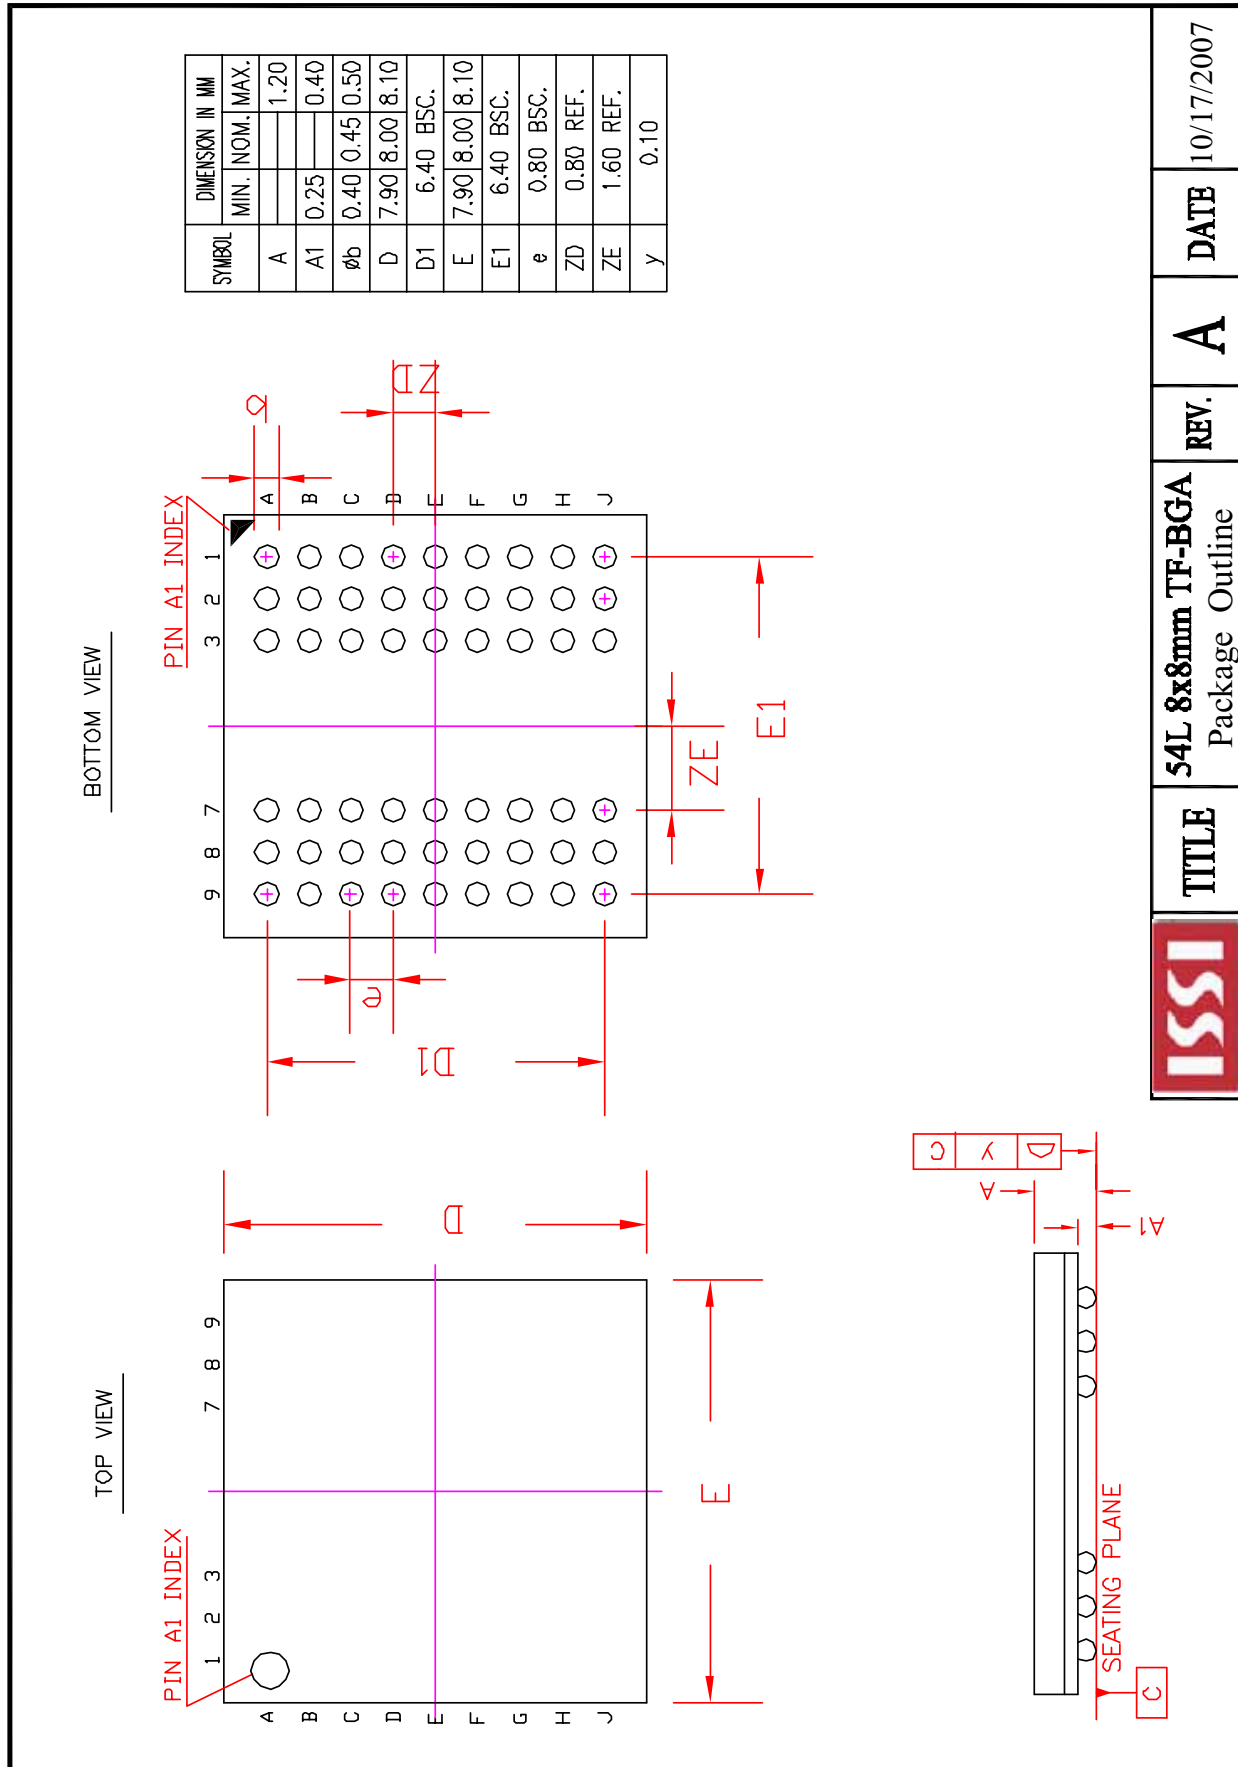 TOP VIEW
PIN A1 INDEX
1 2 3 7 8 9
A
B
C
D
E
F
G
H
J
D
E
BOTTOM VIEW
PIN A1 INDEX
9 8 7 3 2 1
A
B
C
D
E
F
G
H
J
b
ZD
e
D1
ZE
E1
SYMBOL DIMENSION IN MM
MIN. NOM. MAX.
A 1.20
A1 0.25 0.40
øb 0.40 0.45 0.50
D 7.90 8.00 8.10
D1 6.40 BSC.
E 7.90 8.00 8.10
E1 6.40 BSC.
e 0.80 BSC.
ZD 0.80 REF.
ZE 1.60 REF.
y 0.10
C y
A
A1
SEATING PLANE
C
ISSI
TITLE
54L 8x8mm TF-BGA
Package Outline
REV.
A
DATE
10/17/2007